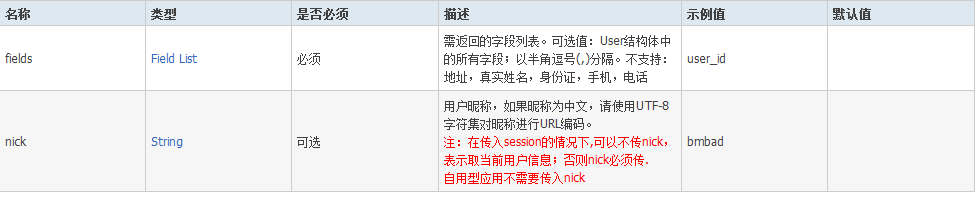 名称 类型 是否必须 描述 示例值 默认值
需返回的字段列表。可选值：User结构体中
fields Field List 必须 的所有字段；以半角逗号(,)分隔。不支持： user_id
地址，真实姓名，身份证，手机，电话
用户昵称，如果昵称为中文，请使用UTF-8
字符集对昵称进行URL编码。
nick String 可选 注：在传入session的情况下,可以不传nick， bmbad
表示取当前用户信息；否则nick必须传.
自用型应用不需要传入nick